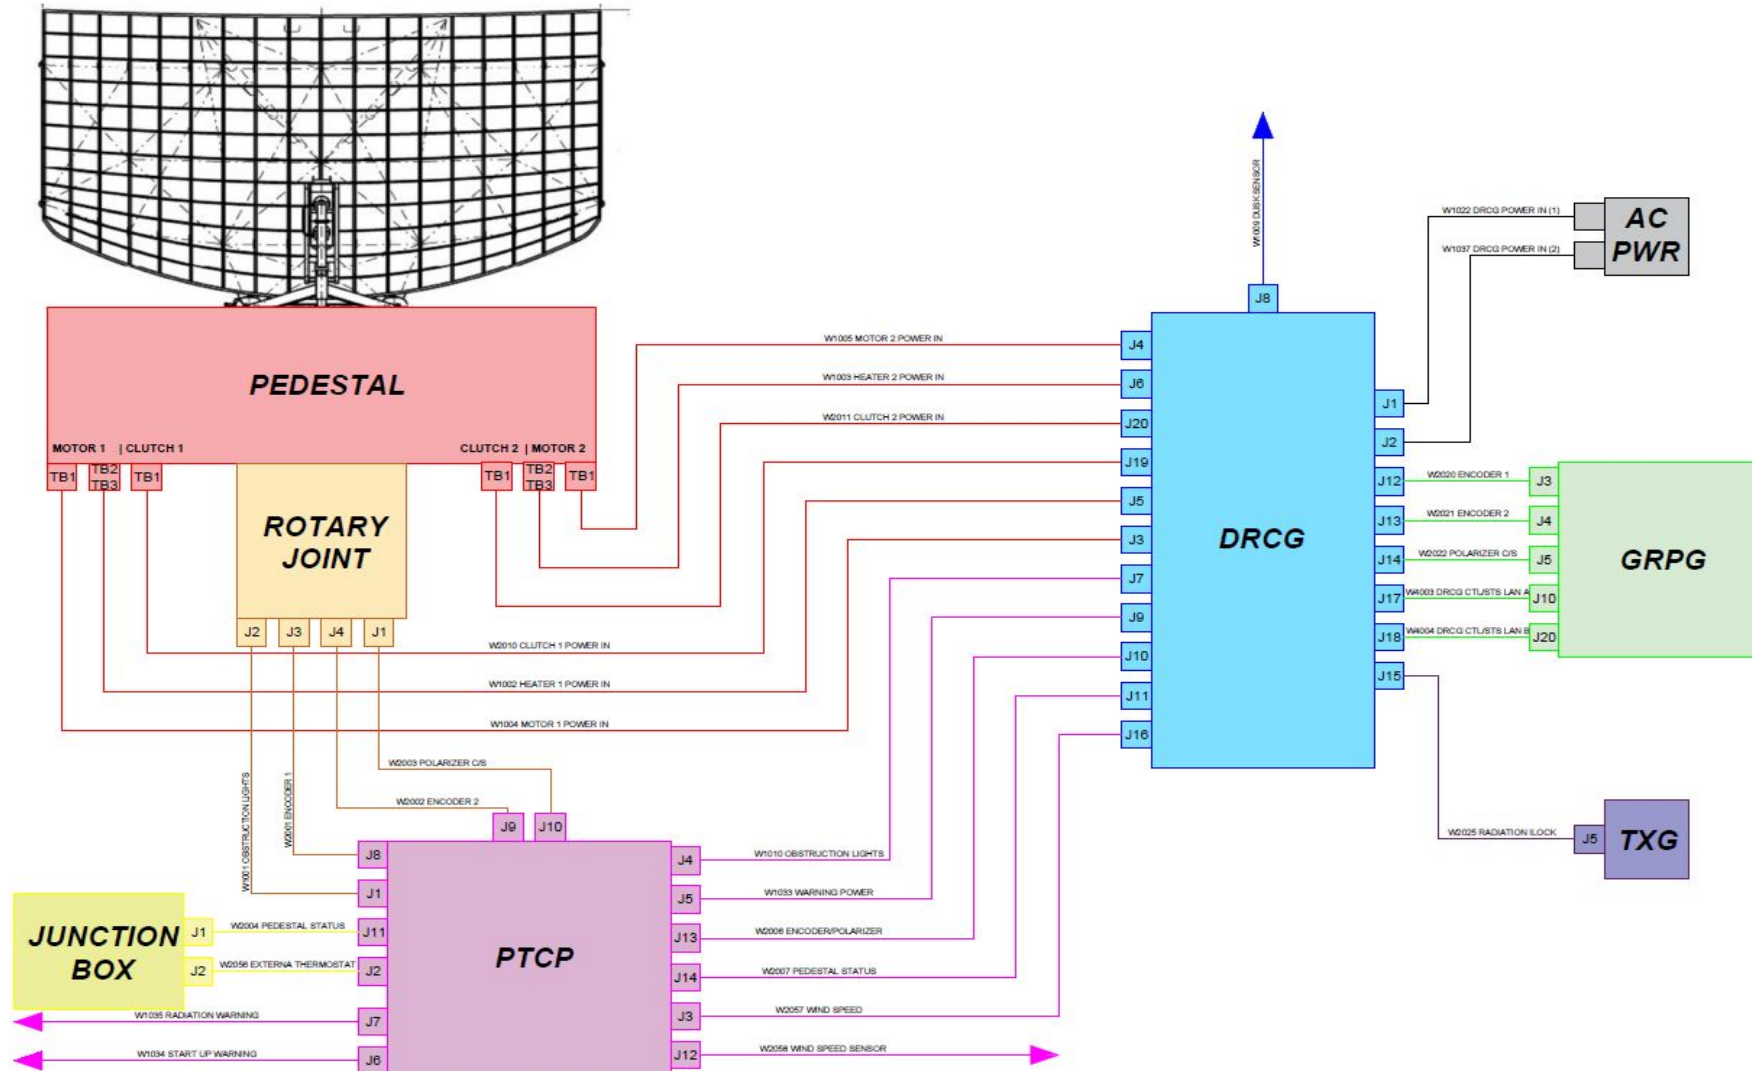 W1009 DUSK SENSOR
J8
W1022 DRCG POWER IN (1)
W1037 DRCG POWER IN (2)
AC
PWR
PEDESTAL
MOTOR 1 | CLUTCH 1
CLUTCH 2 | MOTOR 2
TB1
TB2
TB3
TB1
TB1
TB2
TB3
TB1
ROTARY
JOINT
J2
J3
J4
J1
W1005 MOTOR 2 POWER IN
W1003 HEATER 2 POWER IN
W2011 CLUTCH 2 POWER IN
W2010 CLUTCH 1 POWER IN
W1002 HEATER 1 POWER IN
W1004 MOTOR 1 POWER IN
J4
J6
J20
J19
J5
J3
J7
J9
J10
J11
J16
DRCG
J1
J2
J12
J13
J14
J17
J18
J15
W2020 ENCODER 1
W2021 ENCODER 2
W2022 POLARIZER C/S
W4003 DRCG CTL/STS LAN A
W4004 DRCG CTL/STS LAN B
J3
J4
J5
J10
J20
GRPG
W2025 RADIATION ILOCK
J5
TXG
W1001 OBSTRUCTION LIGHTS
W2001 ENCODER 1
W2002 ENCODER 2
W2003 POLARIZER C/S
J9
J10
J8
J1
J11
J2
J7
J6
PTCP
J4
J5
J13
J14
J3
J12
W1010 OBSTRUCTION LIGHTS
W1033 WARNING POWER
W2006 ENCODER/POLARIZER
W2007 PEDESTAL STATUS
W2057 WIND SPEED
W2058 WIND SPEED SENSOR
JUNCTION
BOX
J1
J2
W2004 PEDESTAL STATUS
W2056 EXTERNA THERMOSTAT
W1035 RADIATION WARNING
W1034 START UP WARNING